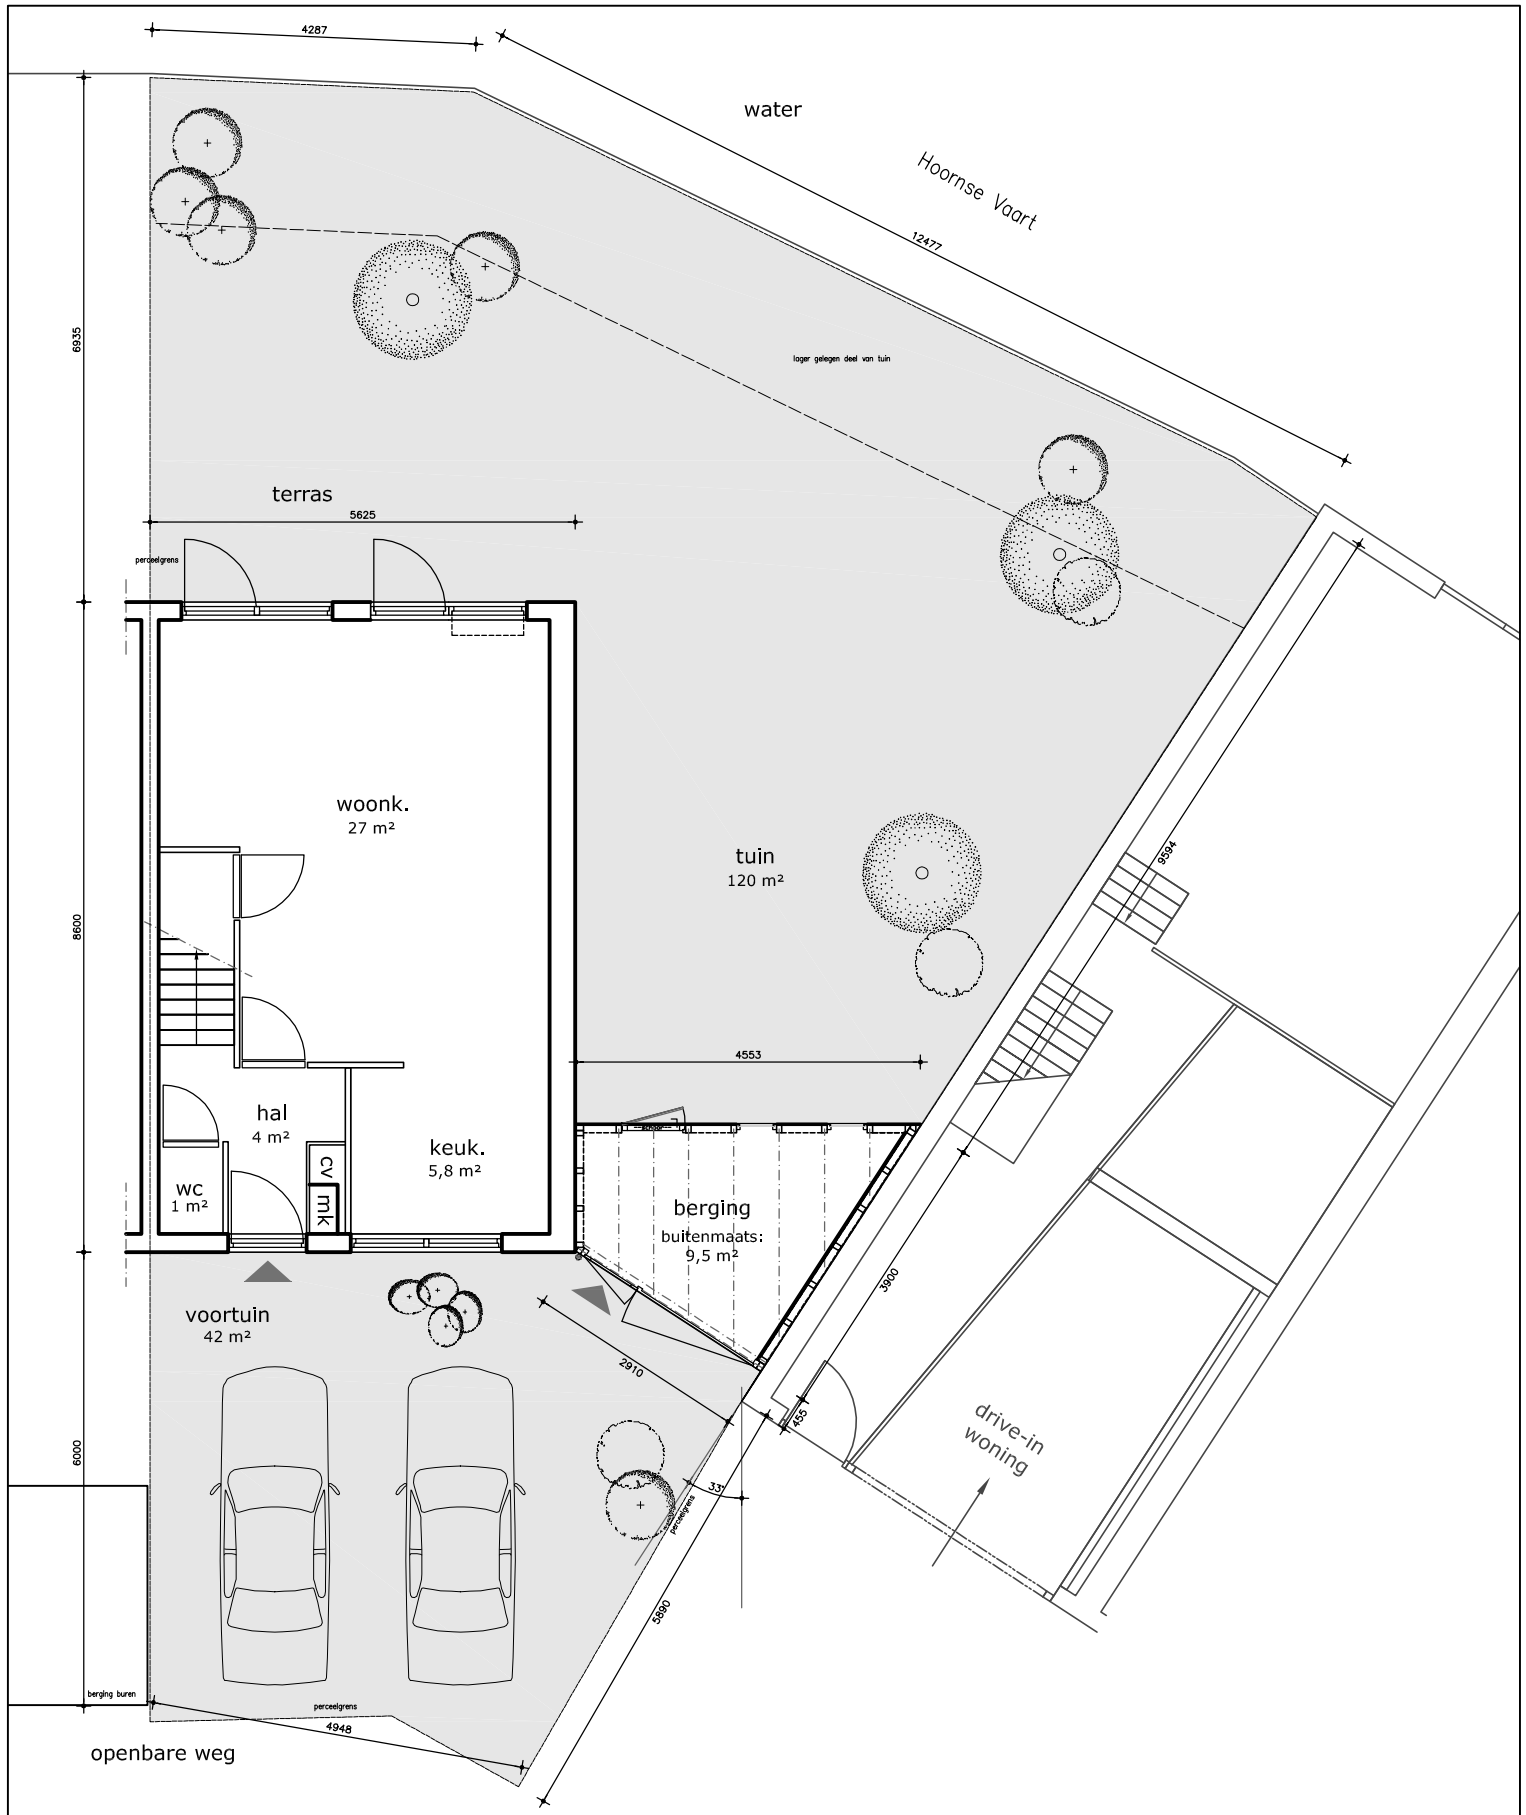 4287
water
Hoornse Vaart
12477
6935
lager gelegen deel van tuin
terras
5625
perceelgrens
woonk.
27 m²
tuin
120 m²
9594
8600
4553
hal
4 m²
keuk.
5,8 m²
cv
wc
1 m²
mk
berging
buitenmaats:
9,5 m²
3900
voortuin
42 m²
2910
455
drive-in
woning
6000
33°
perceelgrens
5890
berging buren
perceelgrens
4948
openbare weg